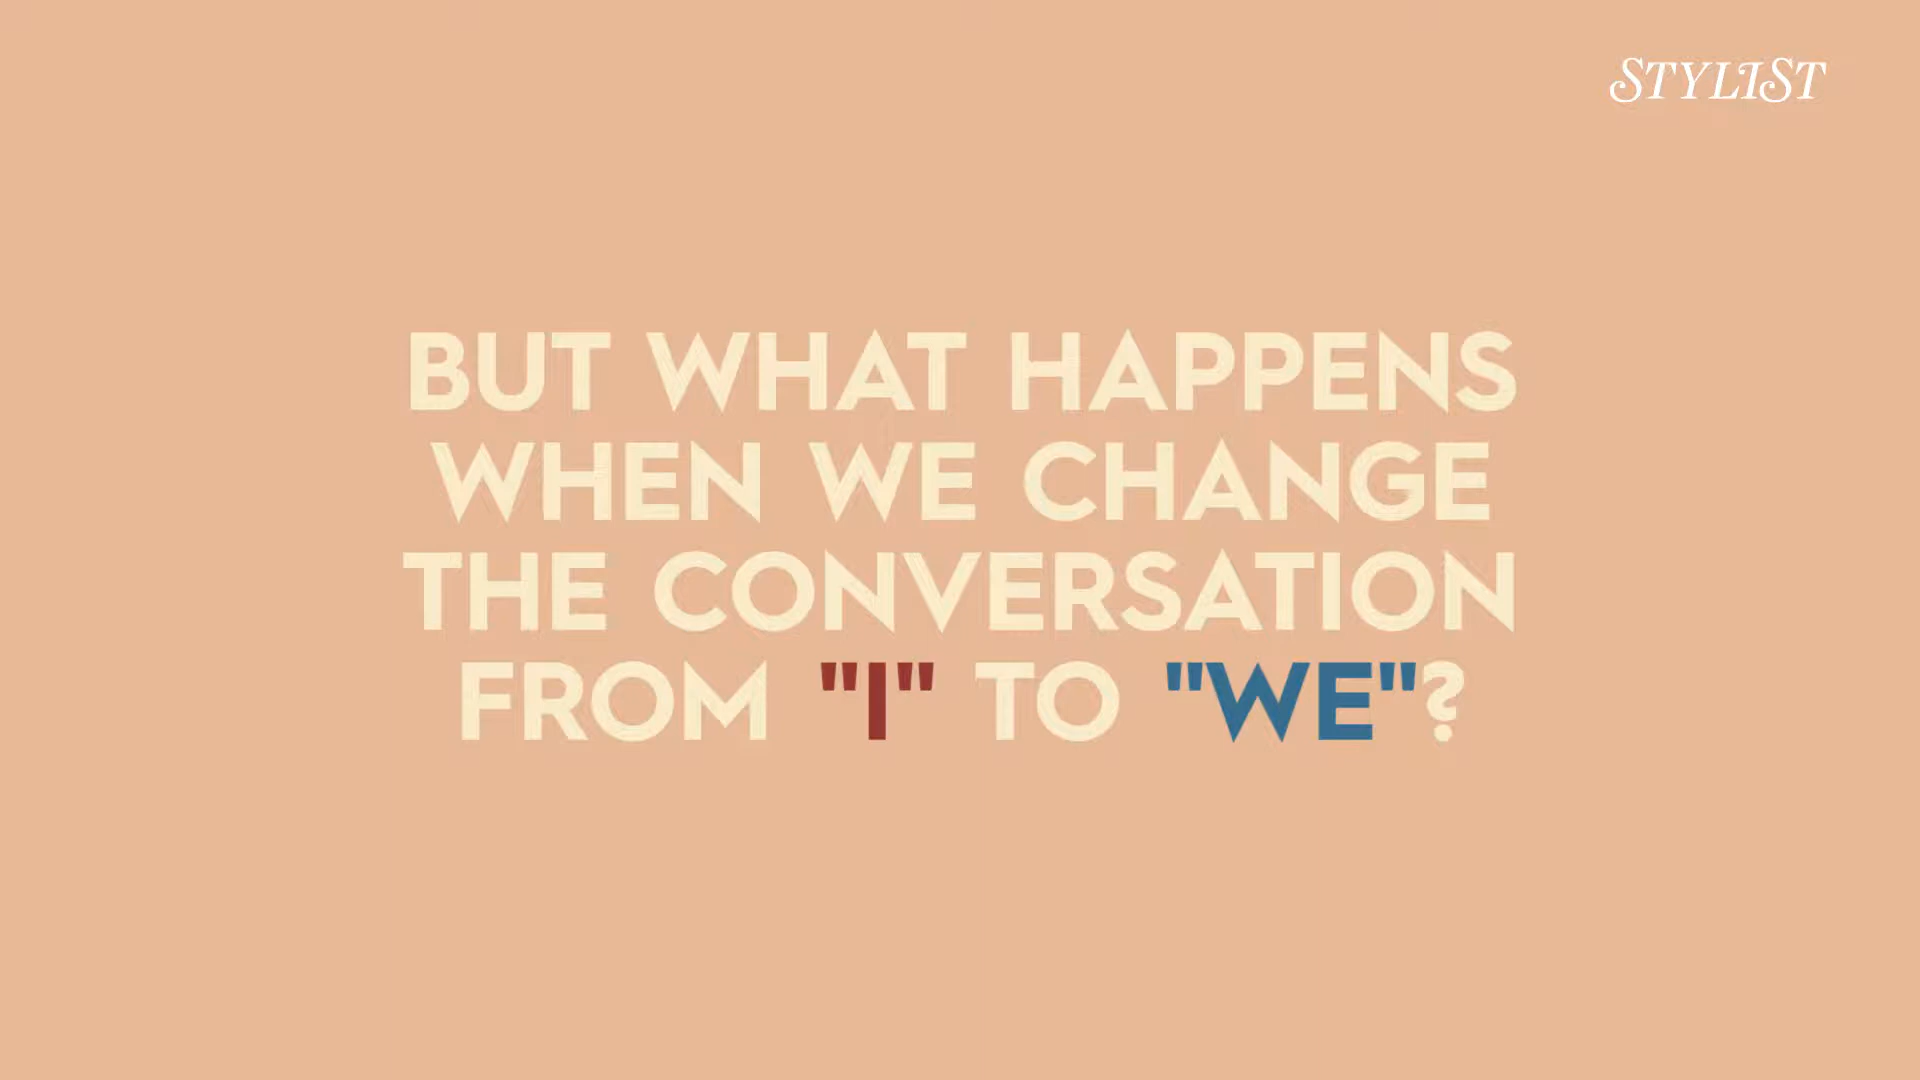 STYLIST
BUT WHAT HAPPENS
WHEN WE CHANGE
THE CONVERSATION
FROM "I" TO "WE"?